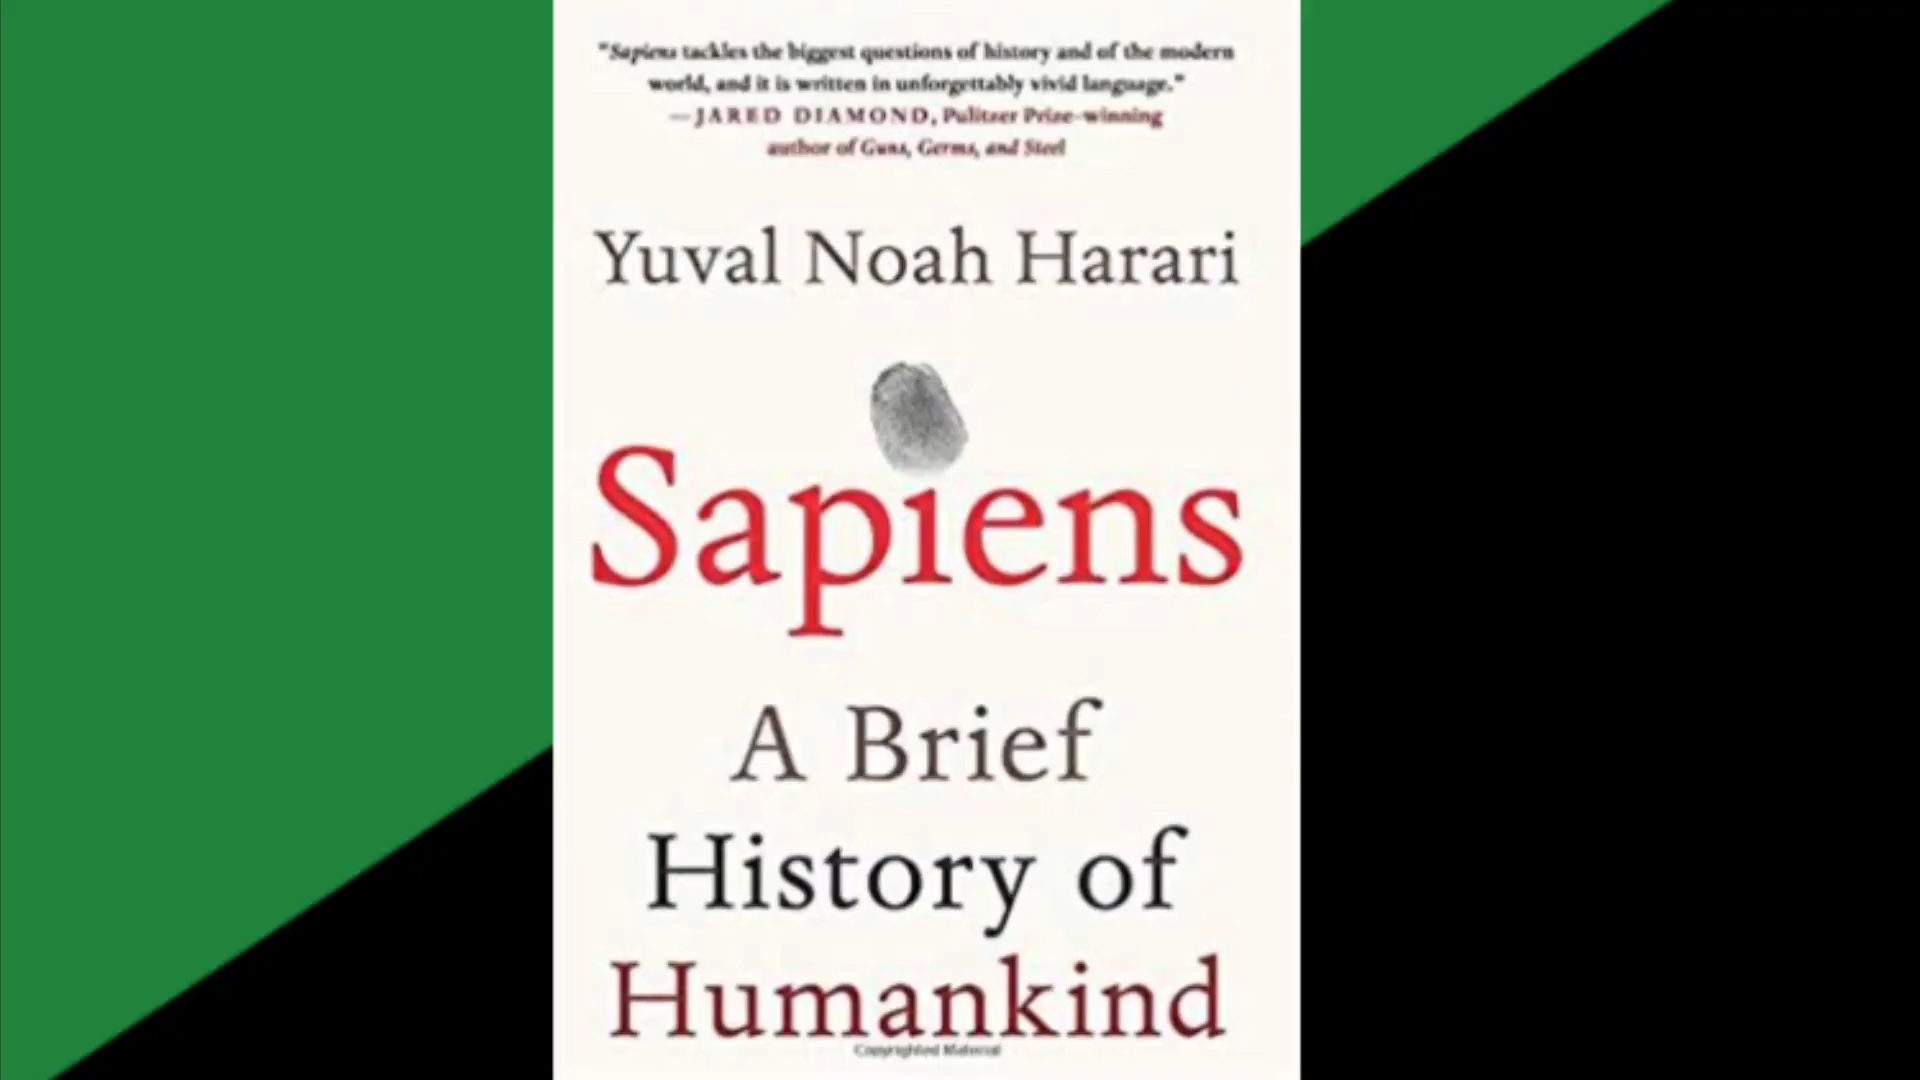 "Sapiens tackles the biggest questions of history and of the modern
world, and it is written in unforgettably vivid language."
—JARED DIAMOND, Pulitzer Prize–winning
author of Guns, Germs, and Steel
Yuval Noah Harari
Sapiens
A Brief
History of
Humankind
Copyrighted Material